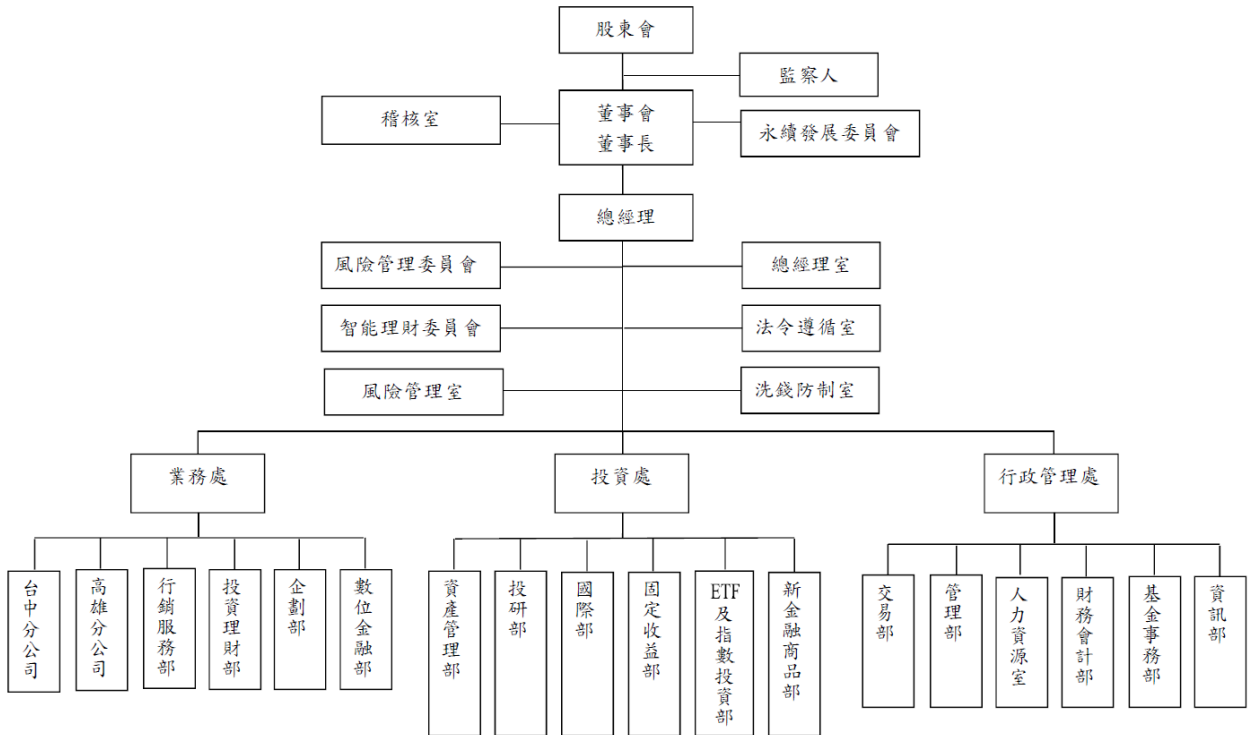 股東會
監察人
稽核室
董事會
董事長
永續發展委員會
總經理
風險管理委員會
總經理室
智能理財委員會
法令遵循室
風險管理室
洗錢防制室
業務處
投資處
行政管理處
台中分公司
高雄分公司
行銷服務部
投資理財部
企劃部
數位金融部
資產管理部
投研部
國際部
固定收益部
ETF及指數投資部
新金融商品部
交易部
管理部
人力資源室
財務會計部
基金事務部
資訊部